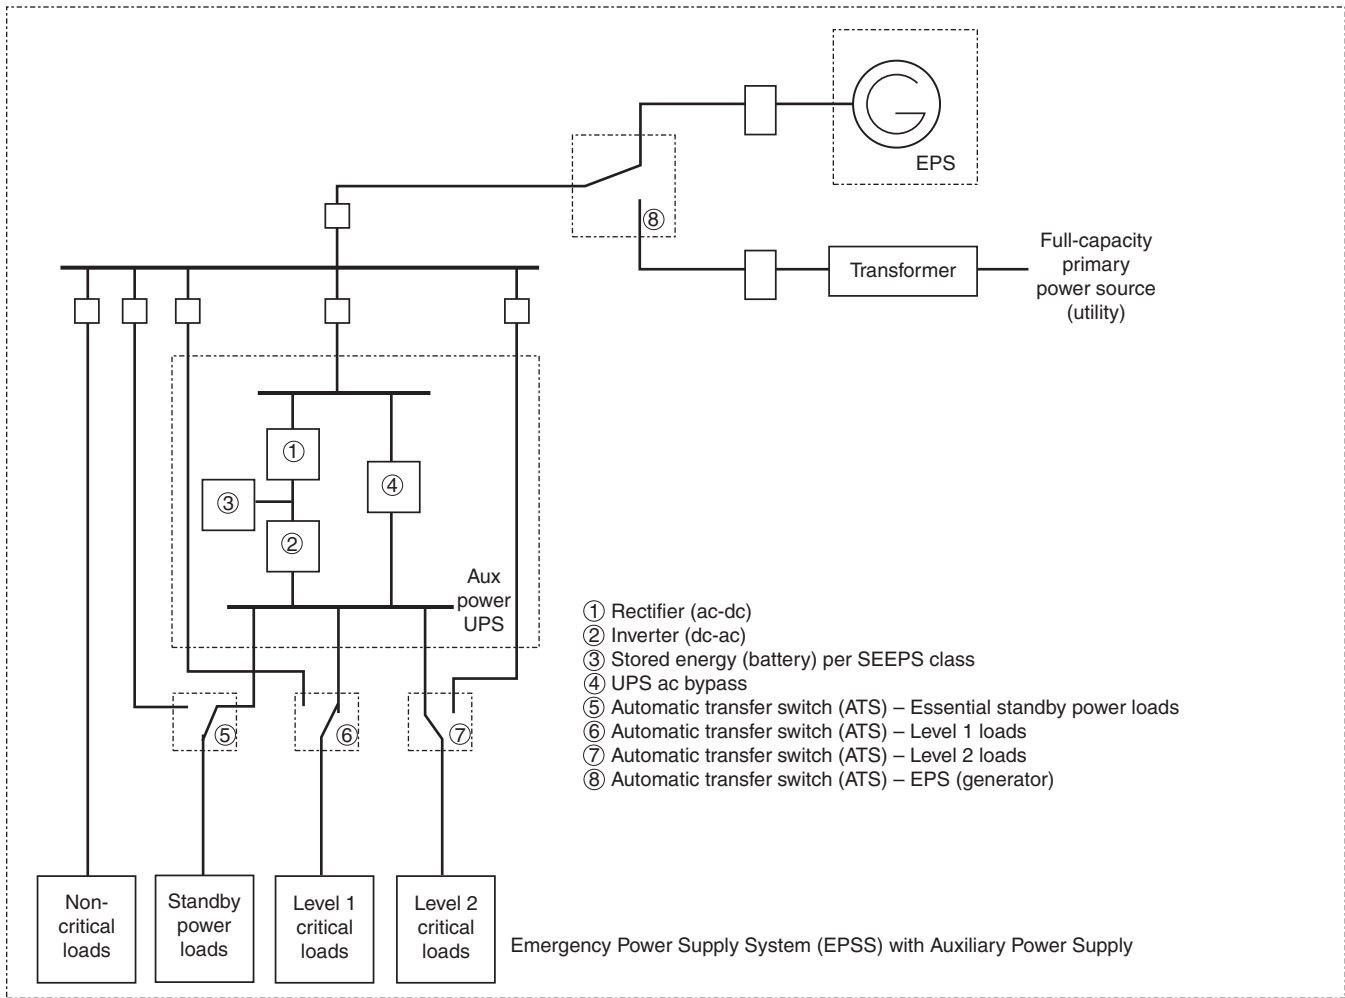 G
EPS
⑧
Full-capacity
primary
power source
(utility)
Transformer
①
④
③
②
Aux
power
UPS
⑤
⑥
⑦
① Rectifier (ac-dc)
② Inverter (dc-ac)
③ Stored energy (battery) per SEEPS class
④ UPS ac bypass
⑤ Automatic transfer switch (ATS) – Essential standby power loads
⑥ Automatic transfer switch (ATS) – Level 1 loads
⑦ Automatic transfer switch (ATS) – Level 2 loads
⑧ Automatic transfer switch (ATS) – EPS (generator)
Non-
critical
loads
Standby
power
loads
Level 1
critical
loads
Level 2
critical
loads
Emergency Power Supply System (EPSS) with Auxiliary Power Supply